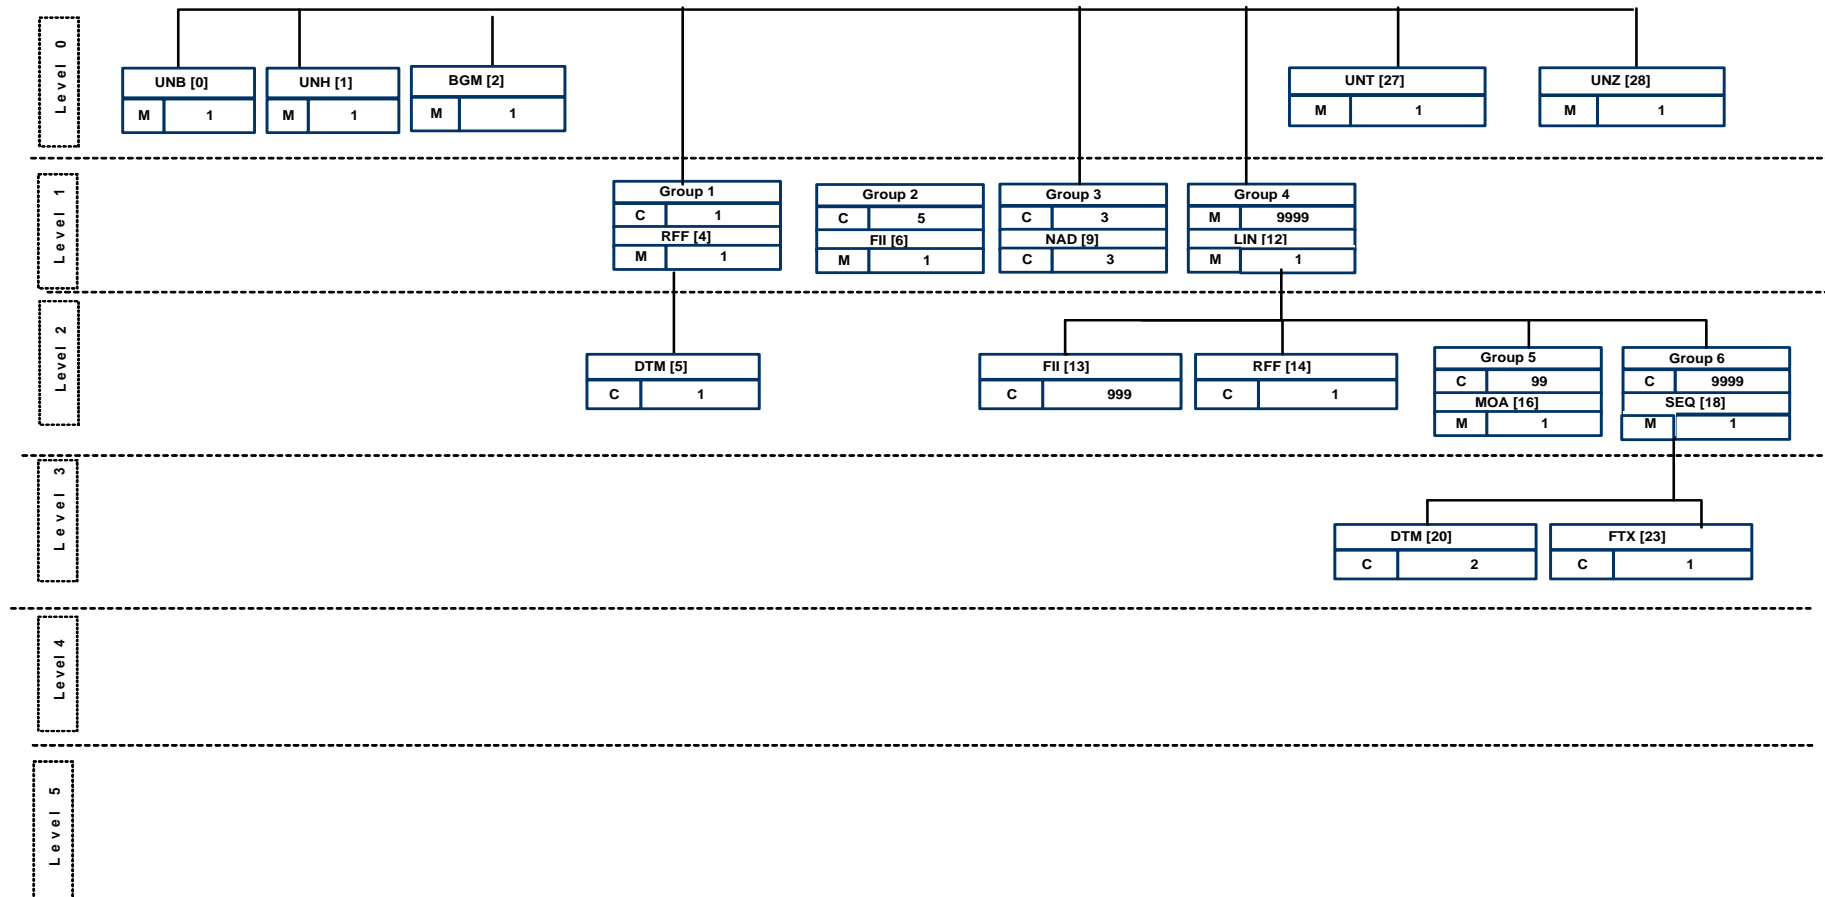 Level 0
UNB [0]
M 1
UNH [1]
M 1
BGM [2]
M 1
UNT [27]
M 1
UNZ [28]
M 1
Level 1
Group 1
C 1
RFF [4]
M 1
Group 2
C 5
FII [6]
M 1
Group 3
C 3
NAD [9]
C 3
Group 4
M 9999
LIN [12]
M 1
Level 2
DTM [5]
C 1
FII [13]
C 999
RFF [14]
C 1
Group 5
C 99
MOA [16]
M 1
Group 6
C 9999
SEQ [18]
M 1
Level 3
DTM [20]
C 2
FTX [23]
C 1
Level 4
Level 5